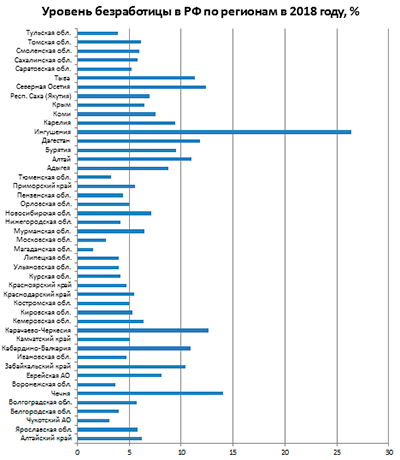 Уровень безработицы в РФ по регионам в 2018 году, %
Тульская обл.
Томская обл.
Смоленская обл.
Сахалинская обл.
Саратовская обл.
Тыва
Северная Осетия
Респ. Саха (Якутия)
Крым
Коми
Карелия
Ингушения
Дагестан
Бурятия
Алтай
Адыгея
Тюменская обл.
Приморский край
Пензенская обл.
Орловская обл.
Новосибирская обл.
Нижегородская обл.
Мурманская обл.
Московская обл.
Магаданская обл.
Липецкая обл.
Ульяновская обл.
Курская обл.
Красноярский край
Краснодарский край
Костромская обл.
Кировская обл.
Кемеровская обл.
Карачаево-Черкесия
Камчатский край
Кабардино-Балкария
Ивановская обл.
Забайкальский край
Еврейская АО
Воронежская обл.
Чечня
Волгоградская обл.
Белгородская обл.
Чукотский АО
Ярославская обл.
Алтайский край
0 5 10 15 20 25 30